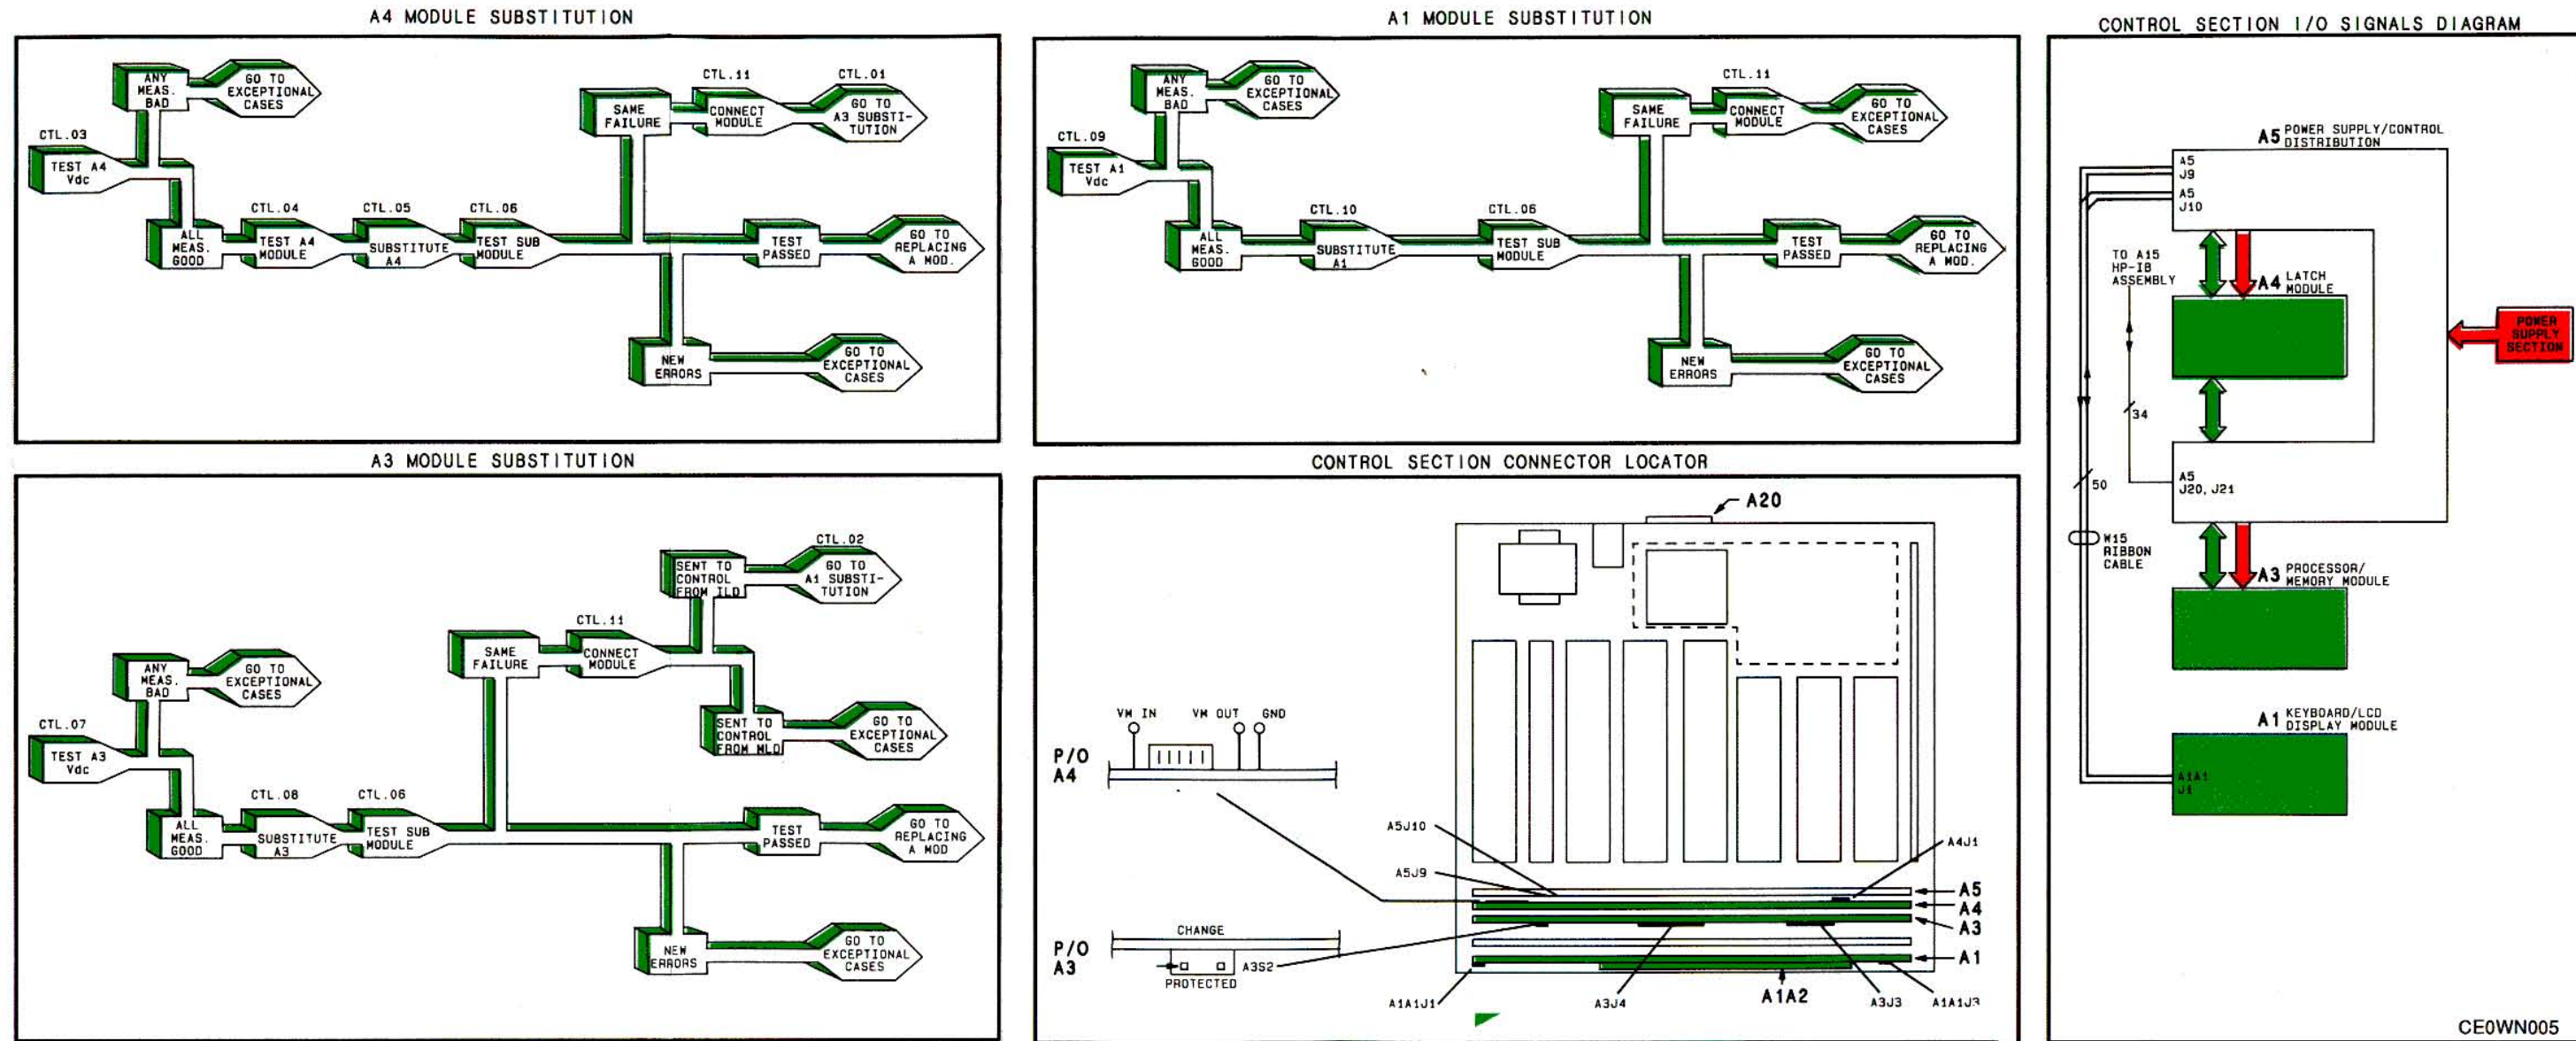 A4 MODULE SUBSTITUTION
ANY
MEAS.
BAD
GO TO
EXCEPTIONAL
CASES
CTL.03
TEST A4
Vdc
ALL
MEAS.
GOOD
CTL.04
TEST A4
MODULE
CTL.05
SUBSTITUTE
A4
CTL.06
TEST SUB
MODULE
SAME
FAILURE
CTL.11
CONNECT
MODULE
CTL.01
GO TO
A3 SUBSTI-
TUTION
TEST
PASSED
GO TO
REPLACING
A MOD.
NEW
ERRORS
GO TO
EXCEPTIONAL
CASES
A1 MODULE SUBSTITUTION
ANY
MEAS.
BAD
GO TO
EXCEPTIONAL
CASES
CTL.09
TEST A1
Vdc
ALL
MEAS.
GOOD
CTL.10
SUBSTITUTE
A1
CTL.06
TEST SUB
MODULE
SAME
FAILURE
CTL.11
CONNECT
MODULE
GO TO
EXCEPTIONAL
CASES
TEST
PASSED
GO TO
REPLACING
A MOD.
NEW
ERRORS
GO TO
EXCEPTIONAL
CASES
A3 MODULE SUBSTITUTION
ANY
MEAS.
BAD
GO TO
EXCEPTIONAL
CASES
CTL.07
TEST A3
Vdc
ALL
MEAS.
GOOD
CTL.08
SUBSTITUTE
A3
CTL.06
TEST SUB
MODULE
SAME
FAILURE
CTL.11
CONNECT
MODULE
SENT TO
CONTROL
FROM ILD
CTL.02
GO TO
A1 SUBSTI-
TUTION
SENT TO
CONTROL
FROM MLD
GO TO
EXCEPTIONAL
CASES
TEST
PASSED
GO TO
REPLACING
A MOD
NEW
ERRORS
GO TO
EXCEPTIONAL
CASES
CONTROL SECTION CONNECTOR LOCATOR
A20
VM IN
VM OUT
GND
P/O
A4
A5J10
A5J9
A4J1
A5
A4
A3
A1
CHANGE
P/O
A3
A3S2
PROTECTED
A1A1J1
A3J4
A1A2
A3J3
A1A1J3
CONTROL SECTION I/O SIGNALS DIAGRAM
A5 POWER SUPPLY/CONTROL
DISTRIBUTION
A5
J9
A5
J10
TO A15
HP-IB
ASSEMBLY
A4 LATCH
MODULE
POWER
SUPPLY
SECTION
34
A5
J20, J21
50
W15
RIBBON
CABLE
A3 PROCESSOR/
MEMORY MODULE
A1 KEYBOARD/LCD
DISPLAY MODULE
A1A1
J1
CE0WN005